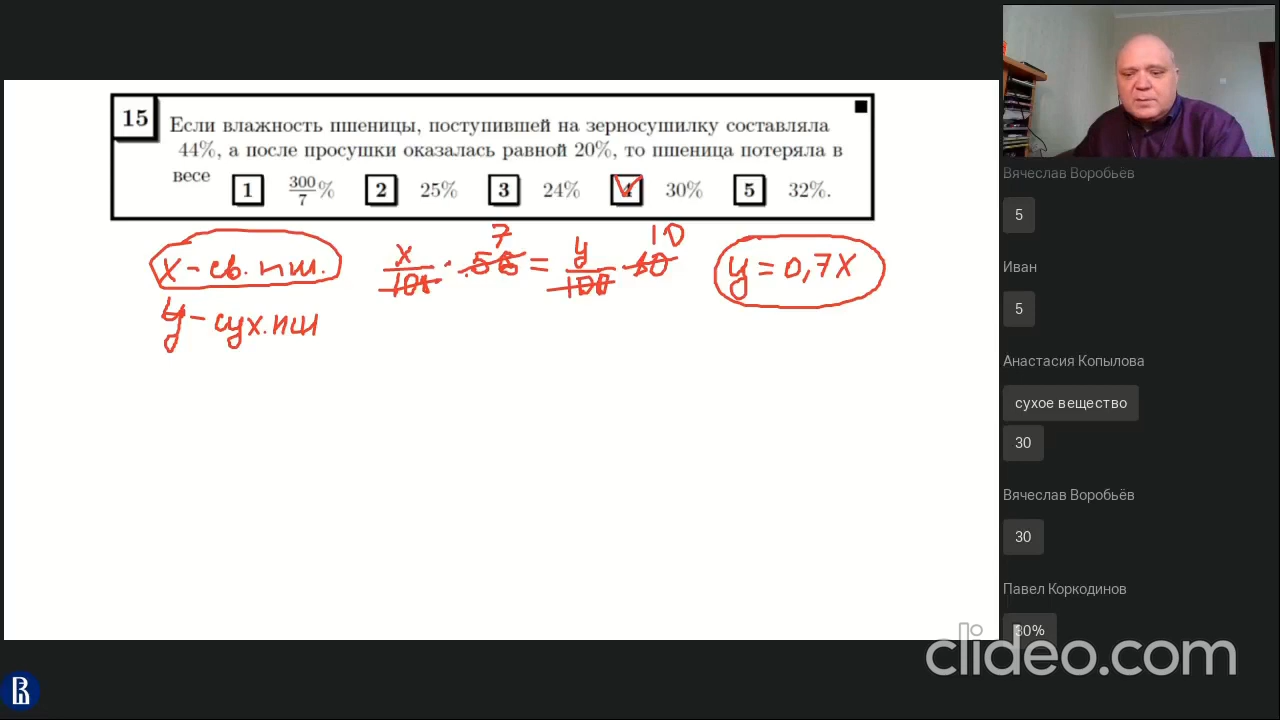 15
Если влажность пшеницы, поступившей на зерносушилку составляла
44%, а после просушки оказалась равной 20%, то пшеница потеряла в
весе
1 300/7 % 2 25% 3 24% 4 30% 5 32%.
x - св. пш. x/100 · 56 = y/100 · 80 y = 0,7x
7 10
y - сух. пш
Вячеслав Воробьёв
5
Иван
5
Анастасия Копылова
сухое вещество
30
Вячеслав Воробьёв
30
Павел Коркодинов
30%
clideo.com